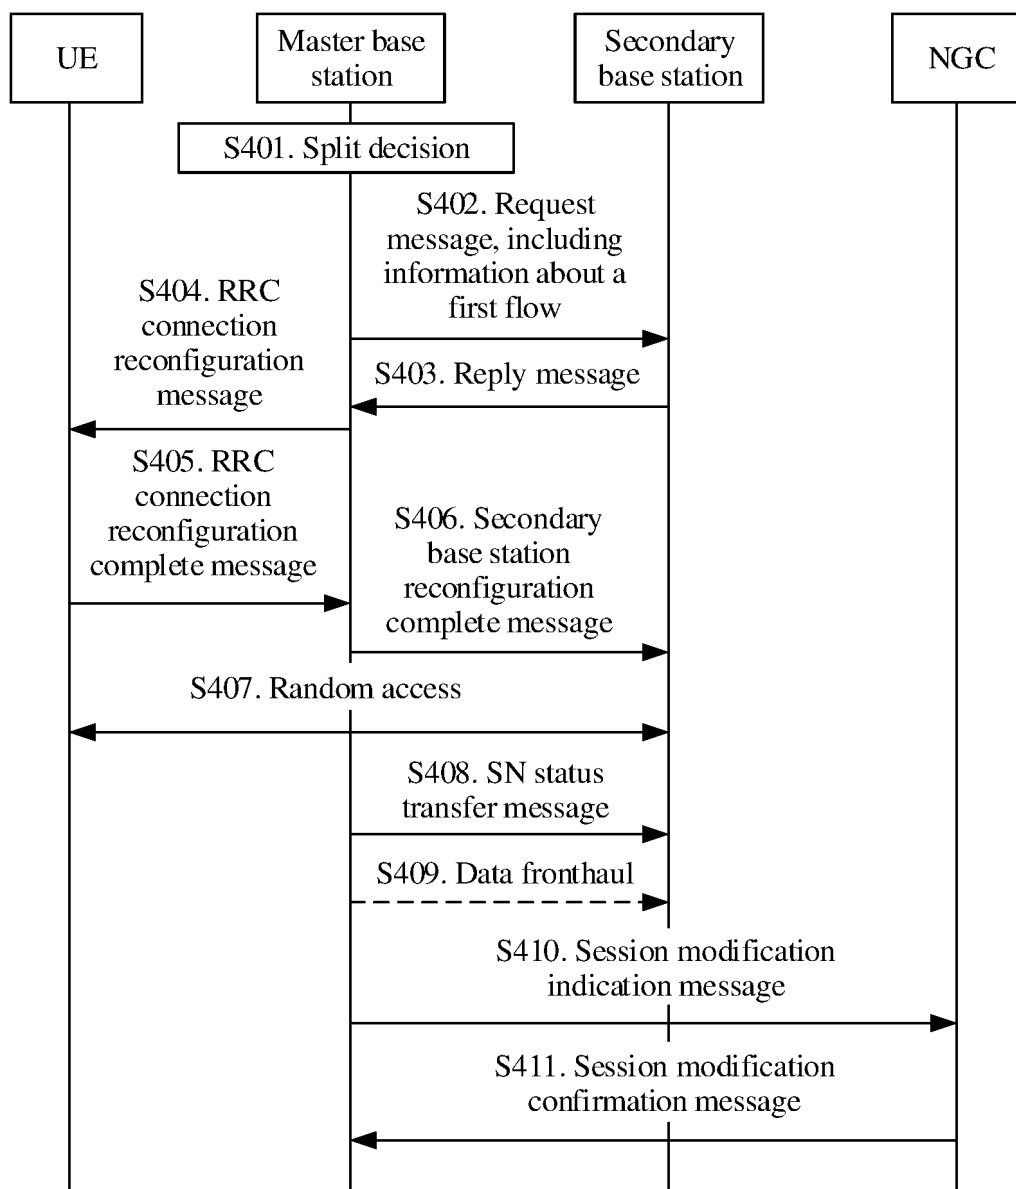 UE
Master base
station
Secondary
base station
NGC
S401. Split decision
S402. Request
message, including
information about a
first flow
S403. Reply message
S404. RRC
connection
reconfiguration
message
S405. RRC
connection
reconfiguration
complete message
S406. Secondary
base station
reconfiguration
complete message
S407. Random access
S408. SN status
transfer message
S409. Data fronthaul
S410. Session modification
indication message
S411. Session modification
confirmation message